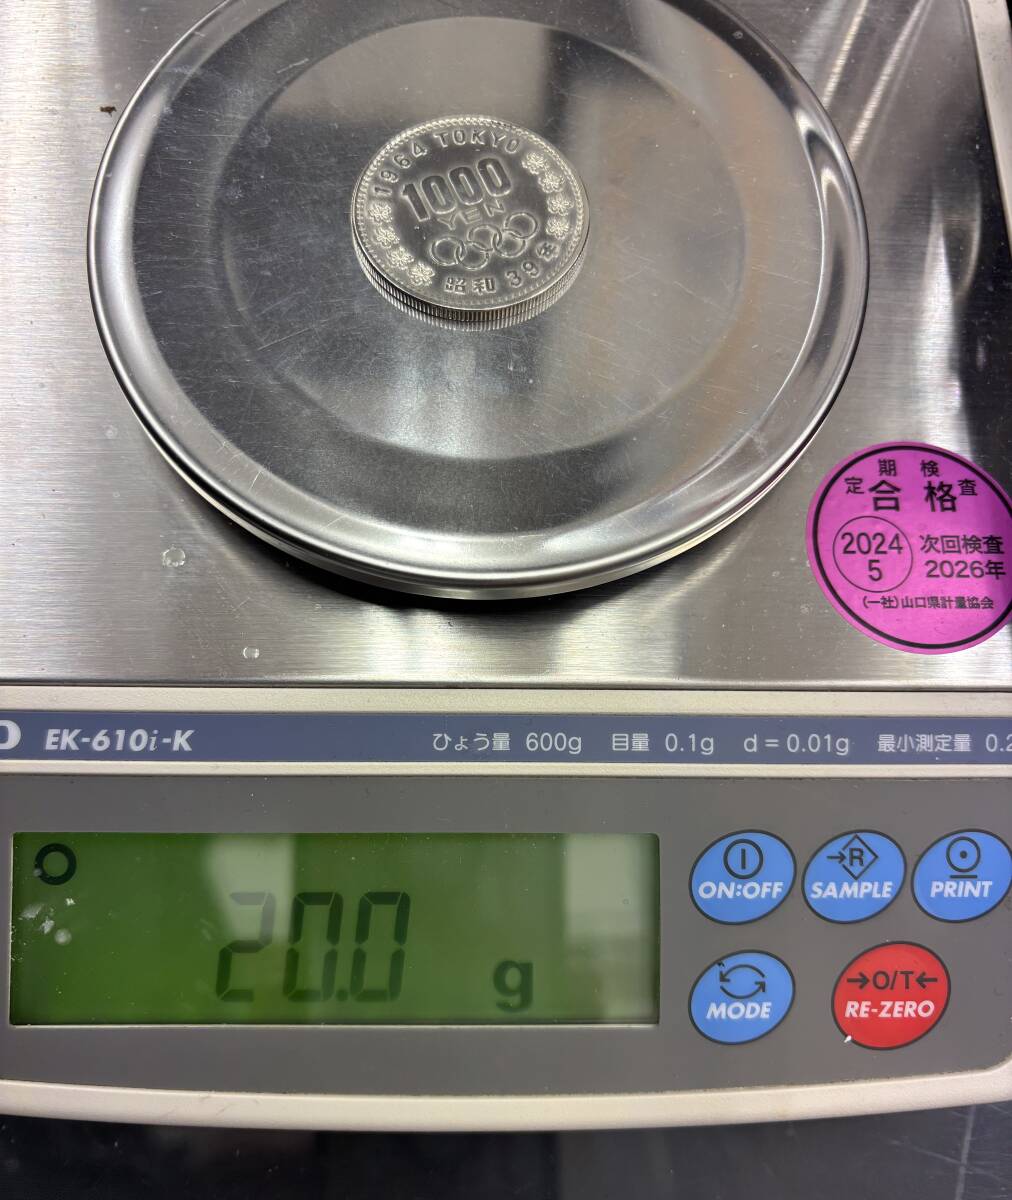 1964 TOKYO
1000
YEN
昭和 39年
定期検査
合格
2024
5
次回検査
2026年
(一社)山口県計量協会
EK-610i-K
ひょう量 600g 目量 0.1g d=0.01g 最小測定量 0.2
20.0 g
ON:OFF
→R
SAMPLE
PRINT
MODE
→O/T←
RE-ZERO